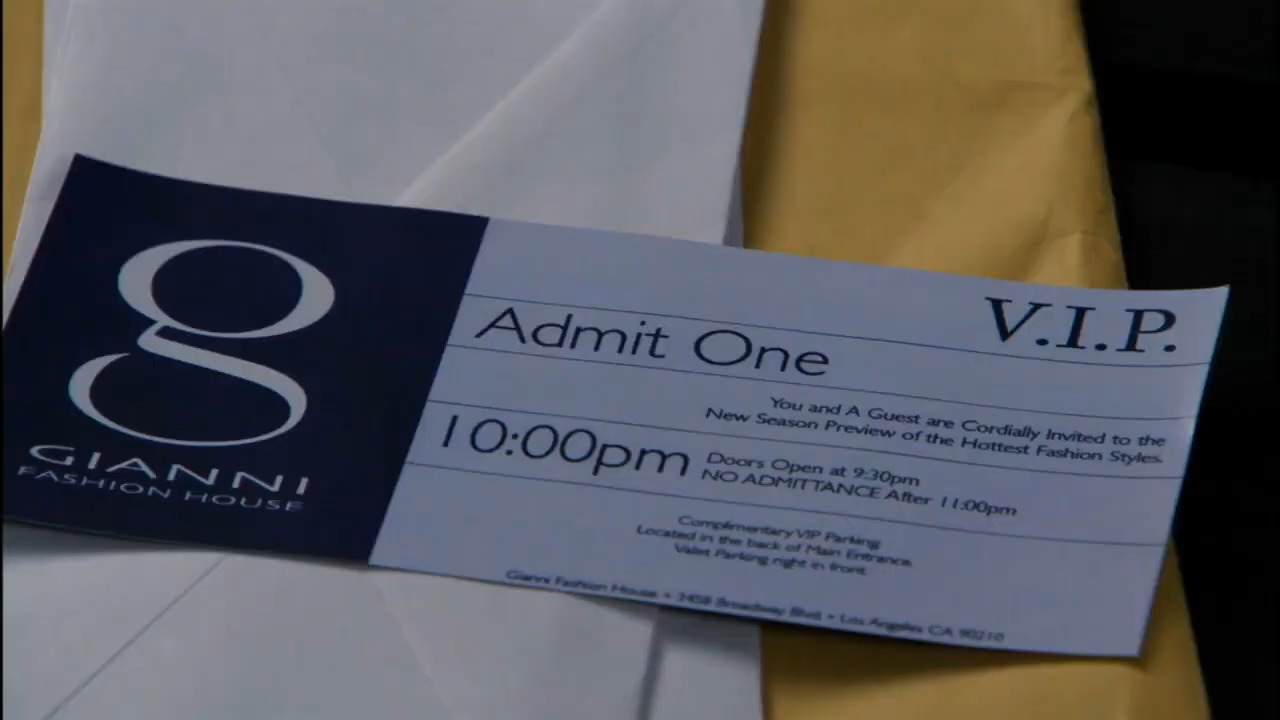 g
GIANNI
FASHION HOUSE
V.I.P.
Admit One
You and A Guest are Cordially Invited to the
New Season Preview of the Hottest Fashion Styles.
10:00pm
Doors Open at 9:30pm
NO ADMITTANCE After 11:00pm
Complimentary VIP Parking
Located in the back of Main Entrance.
Valet Parking right in front.
Gianni Fashion House • Broadway Blvd. • Los Angeles CA 90210